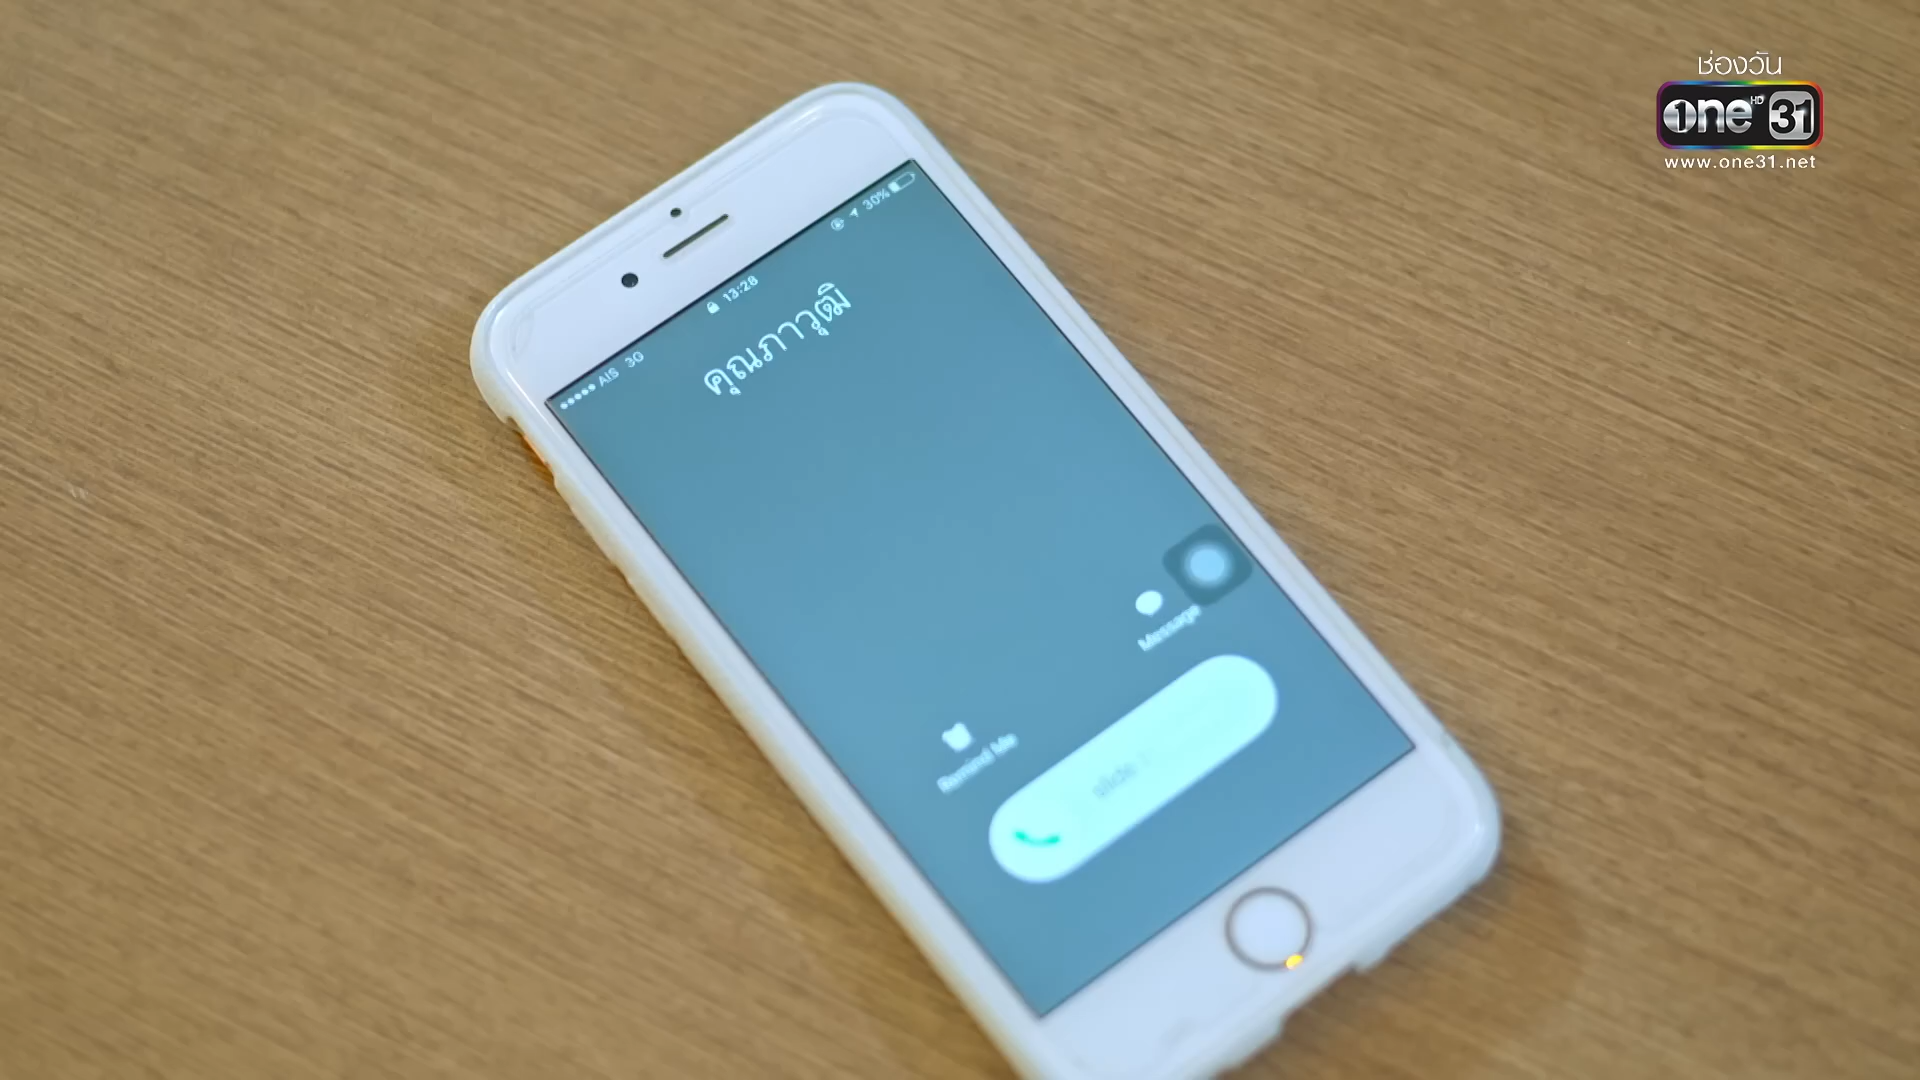 ช่องวัน
one HD 31
www.one31.net
●●●●● AIS 3G 13:28 30%
คุณภาวุฒิ
Message
Remind Me
slide